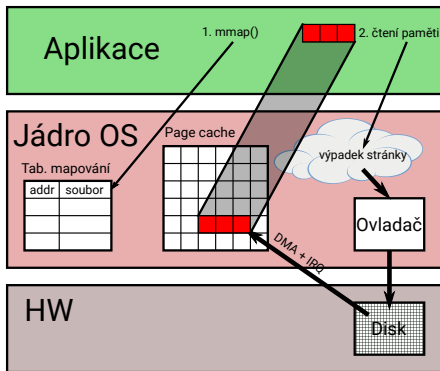 Aplikace
1. mmap()
2. čtení paměti
Jádro OS
Page cache
Tab. mapování
addr
soubor
výpadek stránky
Ovladač
DMA + IRQ
HW
Disk